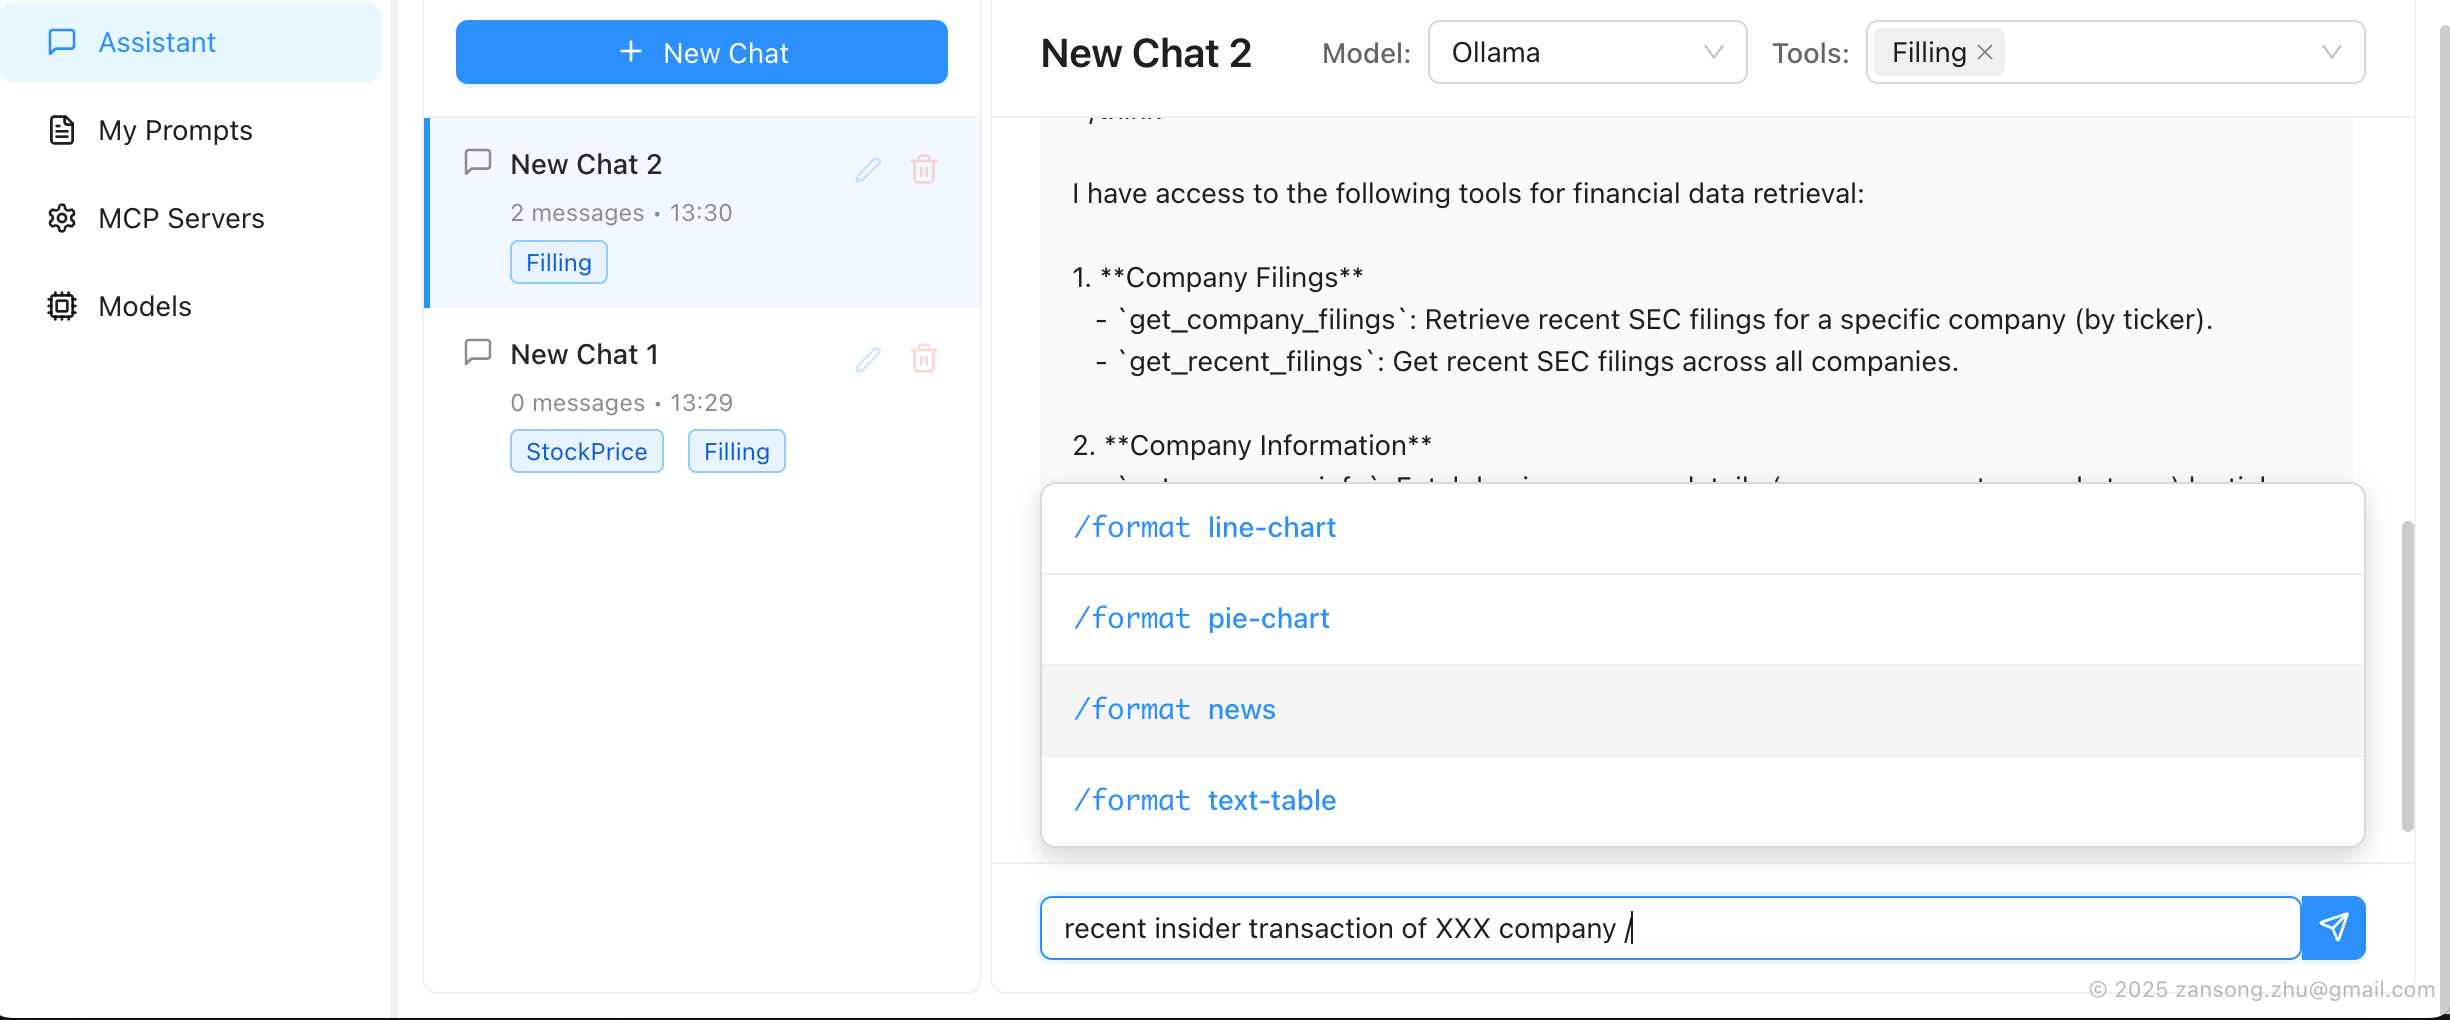 Assistant
My Prompts
MCP Servers
Models
+ New Chat
New Chat 2
2 messages • 13:30
Filling
New Chat 1
0 messages • 13:29
StockPrice Filling
New Chat 2 Model: Ollama Tools: Filling ×
I have access to the following tools for financial data retrieval:
1. **Company Filings**
- `get_company_filings`: Retrieve recent SEC filings for a specific company (by ticker).
- `get_recent_filings`: Get recent SEC filings across all companies.
2. **Company Information**
/format line-chart
/format pie-chart
/format news
/format text-table
recent insider transaction of XXX company /
© 2025 zansong.zhu@gmail.com